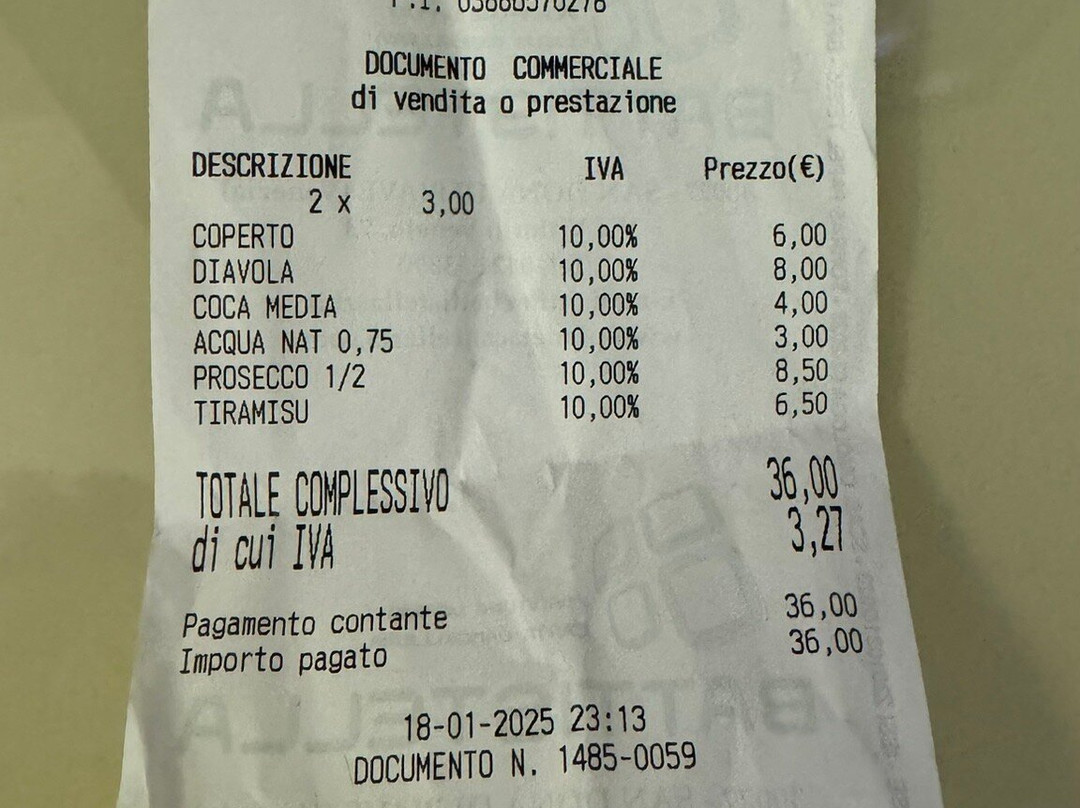 DOCUMENTO COMMERCIALE
di vendita o prestazione
DESCRIZIONE IVA Prezzo(€)
2 x 3,00
COPERTO 10,00% 6,00
DIAVOLA 10,00% 8,00
COCA MEDIA 10,00% 4,00
ACQUA NAT 0,75 10,00% 3,00
PROSECCO 1/2 10,00% 8,50
TIRAMISU 10,00% 6,50
TOTALE COMPLESSIVO 36,00
di cui IVA 3,27
Pagamento contante 36,00
Importo pagato 36,00
18-01-2025 23:13
DOCUMENTO N. 1485-0059